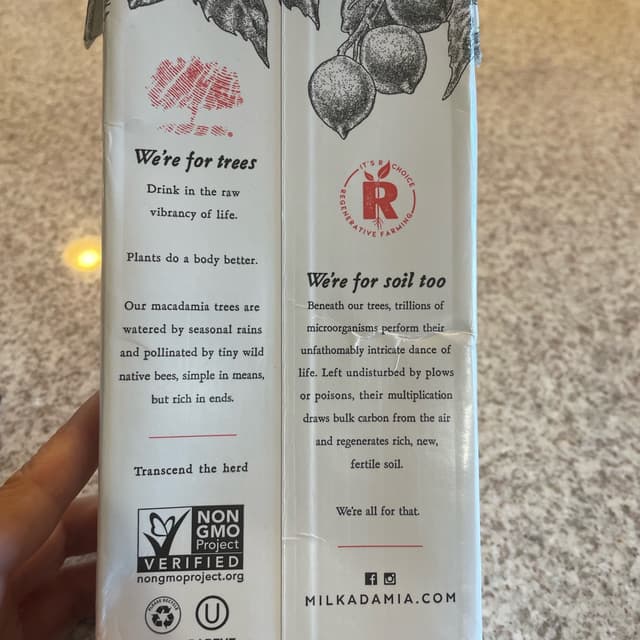 We're for trees
Drink in the raw
vibrancy of life.
Plants do a body better.
Our macadamia trees are
watered by seasonal rains
and pollinated by tiny wild
native bees, simple in means,
but rich in ends.
Transcend the herd
NON
GMO
Project
VERIFIED
nongmoproject.org
PLEASE RECYCLE
U
IT'S R CHOICE
R
REGENERATIVE FARMING
We're for soil too
Beneath our trees, trillions of
microorganisms perform their
unfathomably intricate dance of
life. Left undisturbed by plows
or poisons, their multiplication
draws bulk carbon from the air
and regenerates rich, new,
fertile soil.
We're all for that.
MILKADAMIA.COM